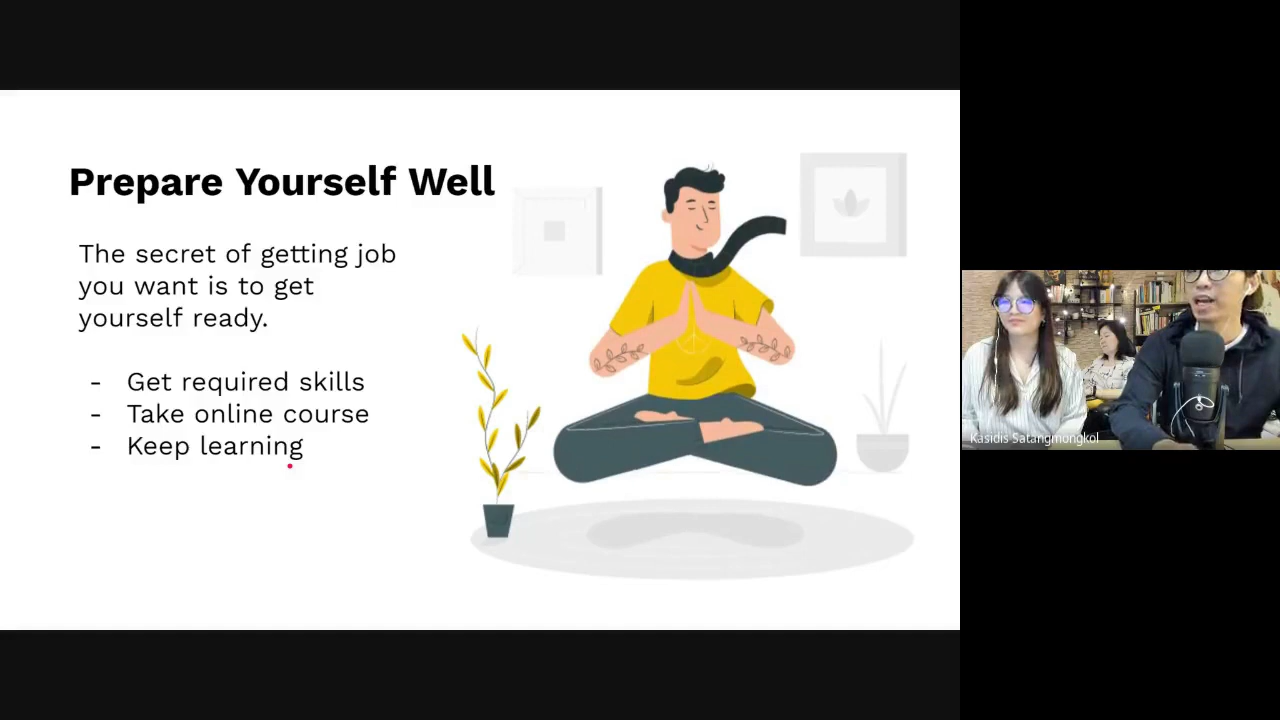 Prepare Yourself Well
The secret of getting job
you want is to get
yourself ready.
- Get required skills
- Take online course
- Keep learning
Kasidis Satangmongkol